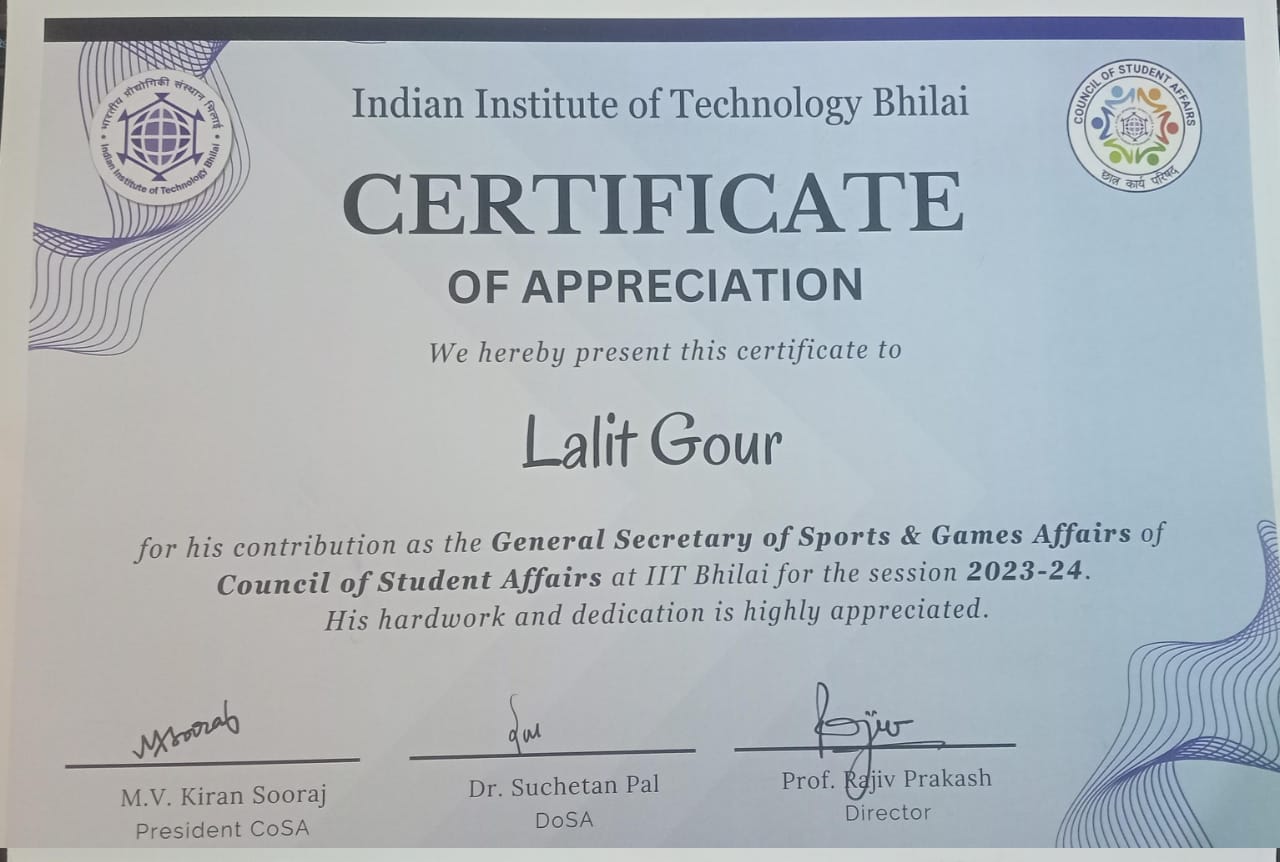 भारतीय प्रौद्योगिकी संस्थान भिलाई
Indian Institute of Technology Bhilai
COUNCIL OF STUDENT AFFAIRS
छात्र कार्य परिषद
Indian Institute of Technology Bhilai
CERTIFICATE
OF APPRECIATION
We hereby present this certificate to
Lalit Gour
for his contribution as the General Secretary of Sports & Games Affairs of
Council of Student Affairs at IIT Bhilai for the session 2023-24.
His hardwork and dedication is highly appreciated.
M.V. Kiran Sooraj
President CoSA
Dr. Suchetan Pal
DoSA
Prof. Rajiv Prakash
Director